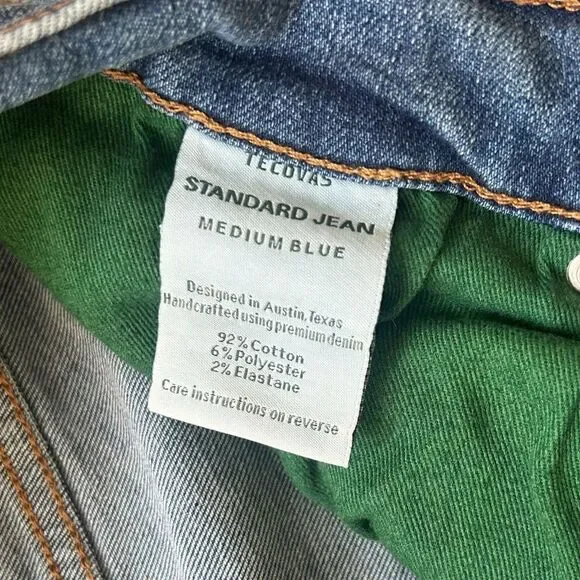 TECOVAS
STANDARD JEAN
MEDIUM BLUE
Designed in Austin, Texas
Handcrafted using premium denim
92% Cotton
6% Polyester
2% Elastane
Care instructions on reverse